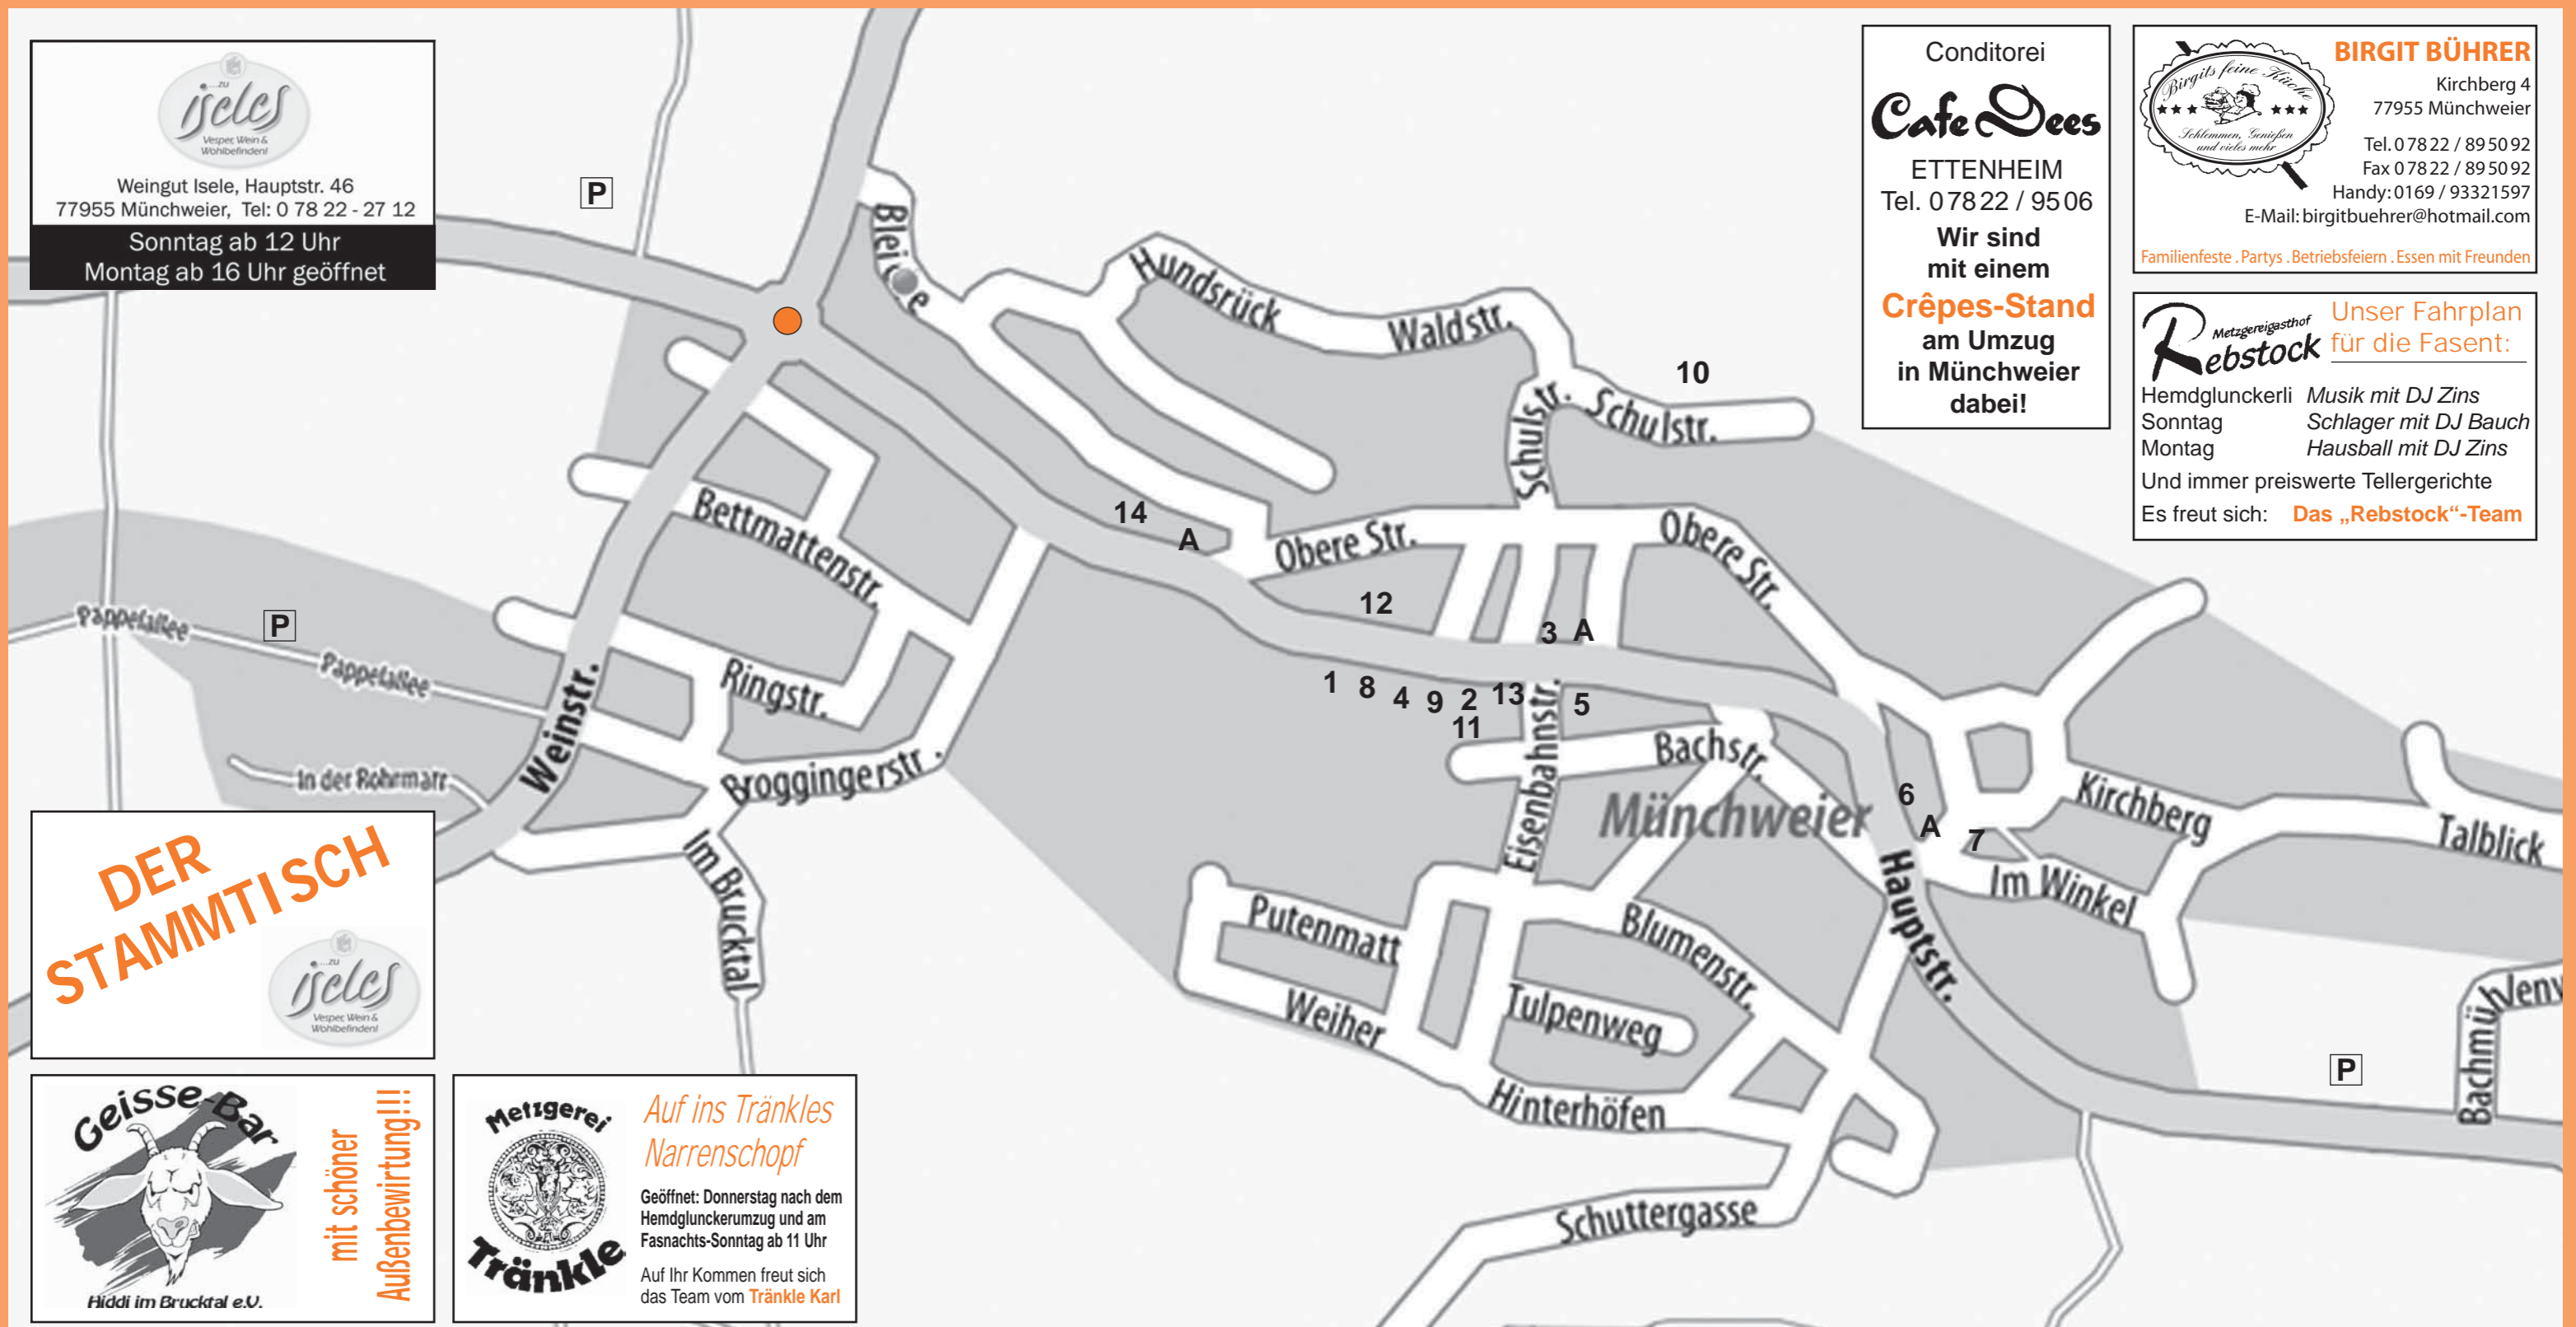 ...zu
iseles
Vesper, Wein &
Wohlbefinden!
Weingut Isele, Hauptstr. 46
77955 Münchweier, Tel: 0 78 22 - 27 12
Sonntag ab 12 Uhr
Montag ab 16 Uhr geöffnet
Conditorei
Cafe Dees
ETTENHEIM
Tel. 0 78 22 / 95 06
Wir sind
mit einem
Crêpes-Stand
am Umzug
in Münchweier
dabei!
Birgits feine Küche
Schlemmen, Genießen
und vieles mehr
BIRGIT BÜHRER
Kirchberg 4
77955 Münchweier
Tel. 0 78 22 / 89 50 92
Fax 0 78 22 / 89 50 92
Handy: 0169 / 93321597
E-Mail: birgitbuehrer@hotmail.com
Familienfeste . Partys . Betriebsfeiern . Essen mit Freunden
Metzgereigasthof
Rebstock
Unser Fahrplan
für die Fasent:
Hemdglunckerli Musik mit DJ Zins
Sonntag Schlager mit DJ Bauch
Montag Hausball mit DJ Zins
Und immer preiswerte Tellergerichte
Es freut sich: Das „Rebstock“-Team
P
Bleiche
Hundsrück
Waldstr.
10
Schulstr.
Schulstr.
Bettmattenstr.
14
A
Obere Str.
Obere Str.
12
3 A
P
Pappelallee
Pappelallee
Ringstr.
Weinstr.
1 8 4 9 2 13 5
11
Eisenbahnstr.
Bachstr.
In der Rohrmatt
Broggingerstr.
Münchweier
6
A
7
Kirchberg
Talblick
Im Brucktal
Hauptstr.
Im Winkel
Putenmatt
Blumenstr.
Weiher
Tulpenweg
Hinterhöfen
P
Bachmühlenw
Schuttergasse
DER
STAMMTISCH
...zu
iseles
Vesper, Wein &
Wohlbefinden!
Geisse-Bar
Hiddi im Brucktal e.V.
mit schöner
Außenbewirtung!!!
Metzgerei
Tränkle
Auf ins Tränkles
Narrenschopf
Geöffnet: Donnerstag nach dem
Hemdglunckerumzug und am
Fasnachts-Sonntag ab 11 Uhr
Auf Ihr Kommen freut sich
das Team vom Tränkle Karl